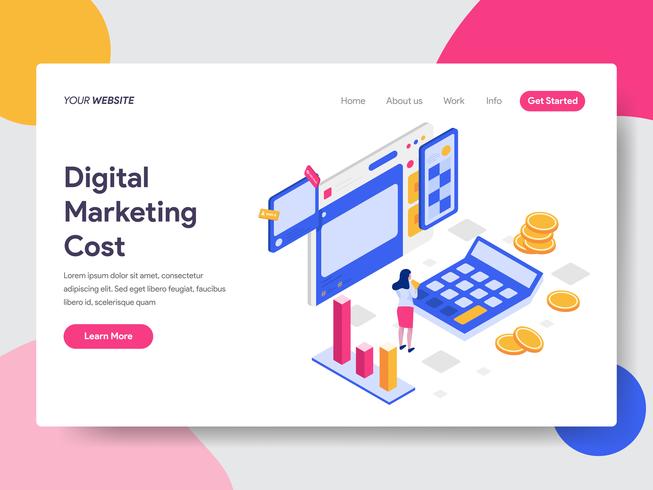 YOUR WEBSITE
Home About us Work Info Get Started
Digital
Marketing
Cost
Lorem ipsum dolor sit amet, consectetur
adipiscing elit. Sed eget libero feugiat, faucibus
libero id, scelerisque quam
Learn More